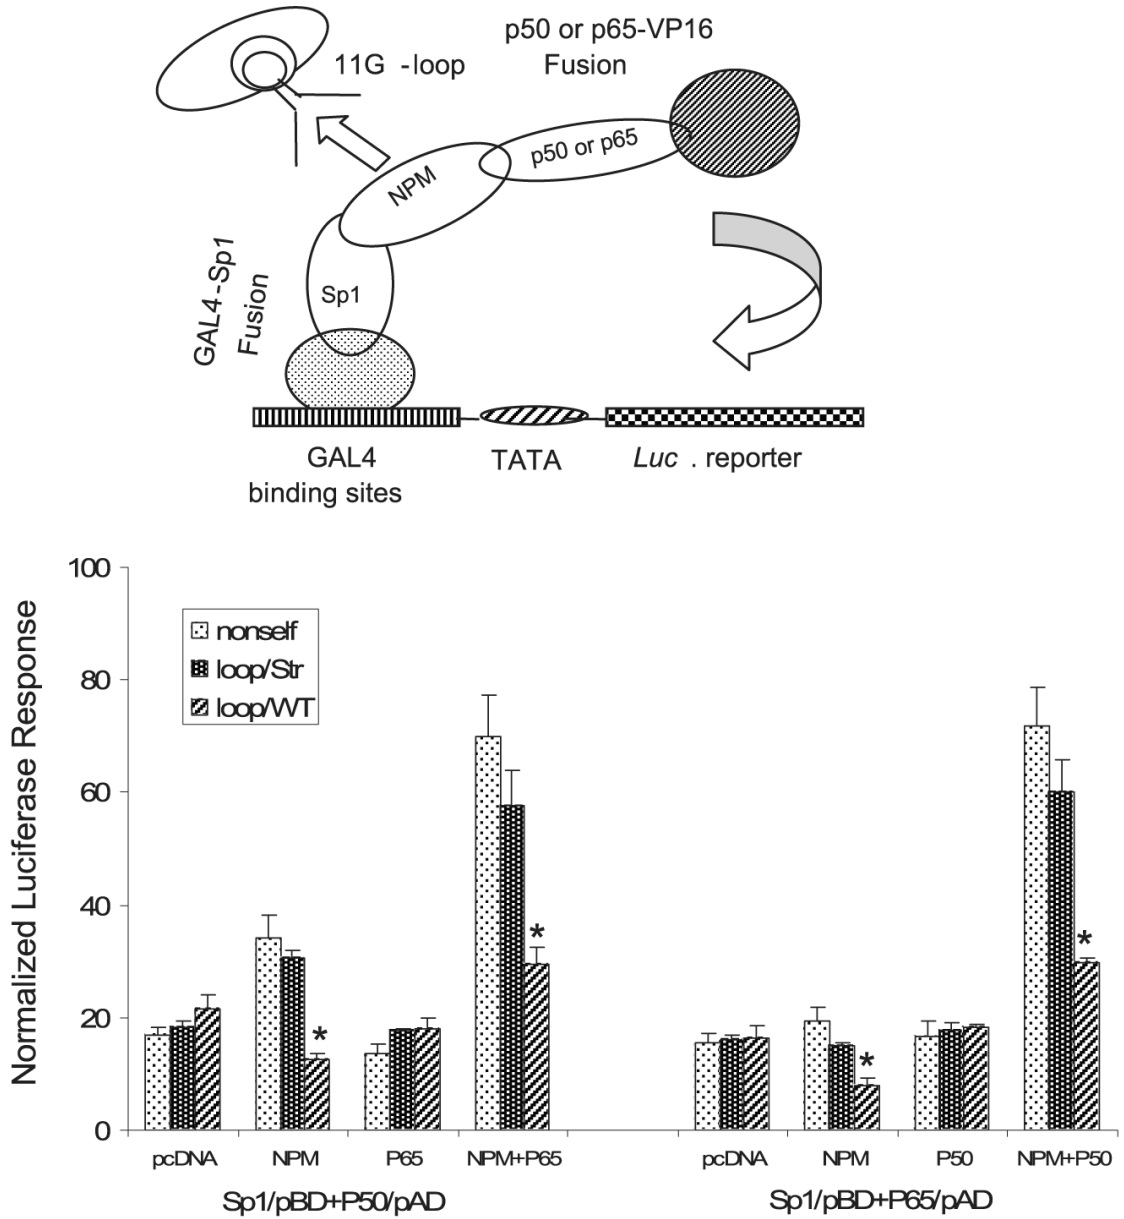 p50 or p65-VP16
Fusion
11G -loop
p50 or p65
NPM
GAL4-Sp1
Fusion
Sp1
GAL4
binding sites
TATA
Luc . reporter
Normalized Luciferase Response
100
80
60
40
20
0
nonself
loop/Str
loop/WT
*
*
*
*
pcDNA NPM P65 NPM+P65 pcDNA NPM P50 NPM+P50
Sp1/pBD+P50/pAD Sp1/pBD+P65/pAD